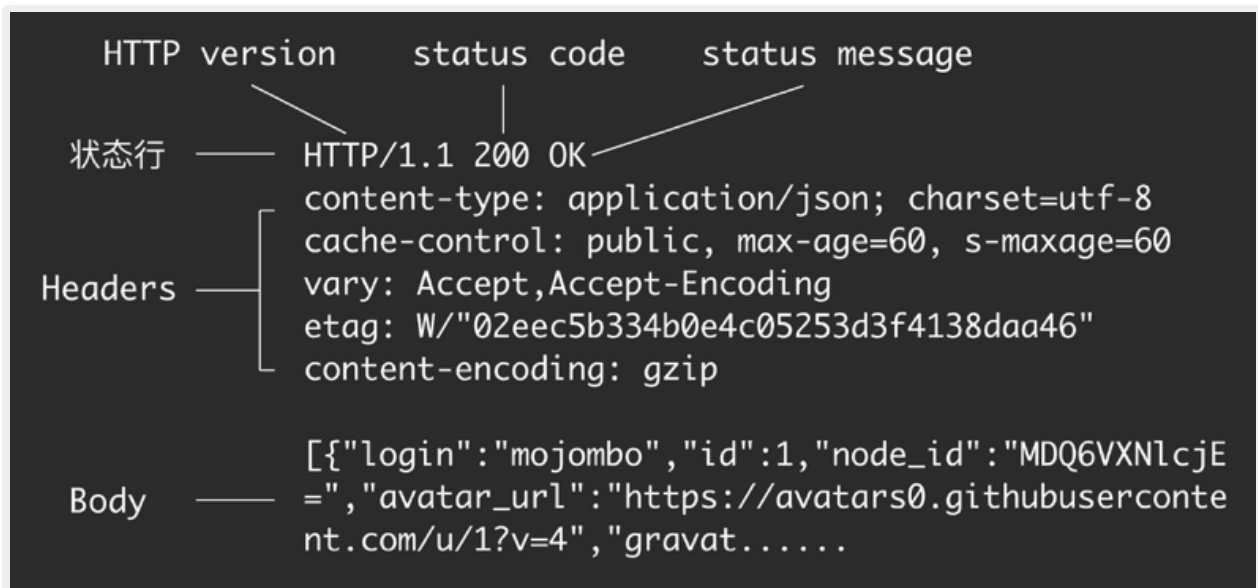 HTTP version status code status message
状态行 HTTP/1.1 200 OK
content-type: application/json; charset=utf-8
cache-control: public, max-age=60, s-maxage=60
Headers vary: Accept,Accept-Encoding
etag: W/"02eec5b334b0e4c05253d3f4138daa46"
content-encoding: gzip
[{"login":"mojombo","id":1,"node_id":"MDQ6VXNlcjE
Body =","avatar_url":"https://avatars0.githubuserconte
nt.com/u/1?v=4","gravat......